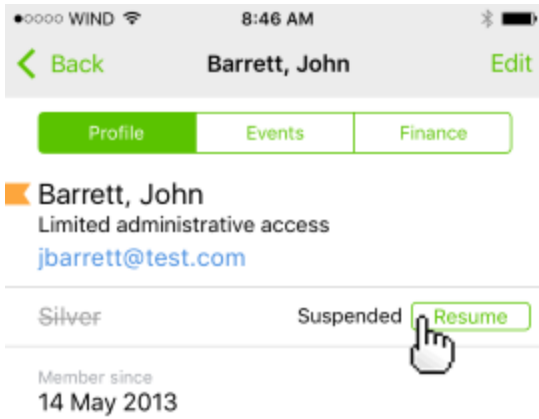 WIND 8:46 AM
Back Barrett, John Edit
Profile Events Finance
Barrett, John
Limited administrative access
jbarrett@test.com
Silver Suspended Resume
Member since
14 May 2013